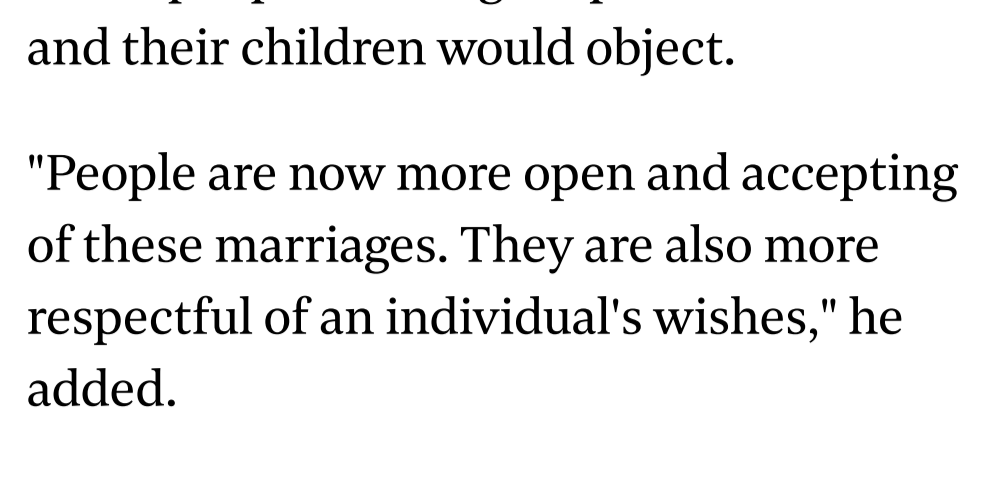 and their children would object.
"People are now more open and accepting
of these marriages. They are also more
respectful of an individual's wishes," he
added.